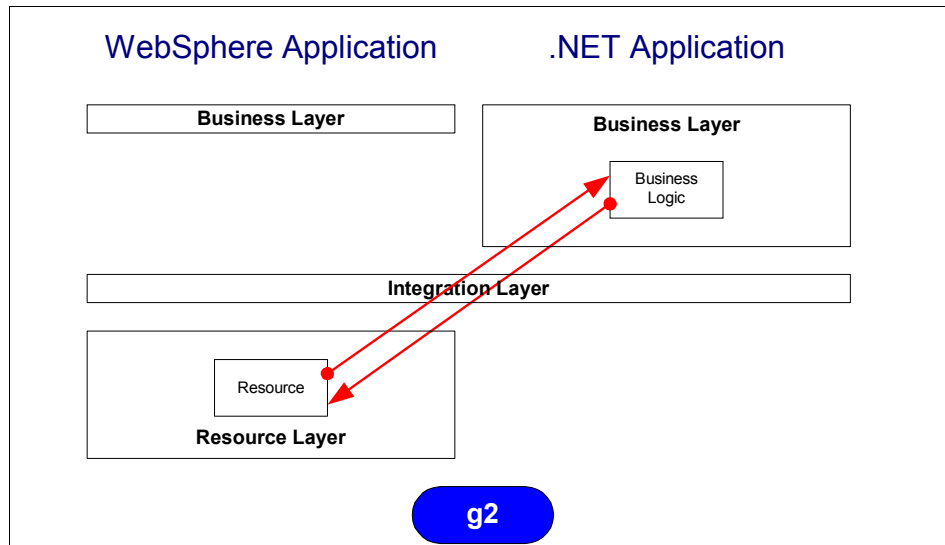 WebSphere Application
.NET Application
Business Layer
Business Layer
Business
Logic
Integration Layer
Resource
Resource Layer
g2